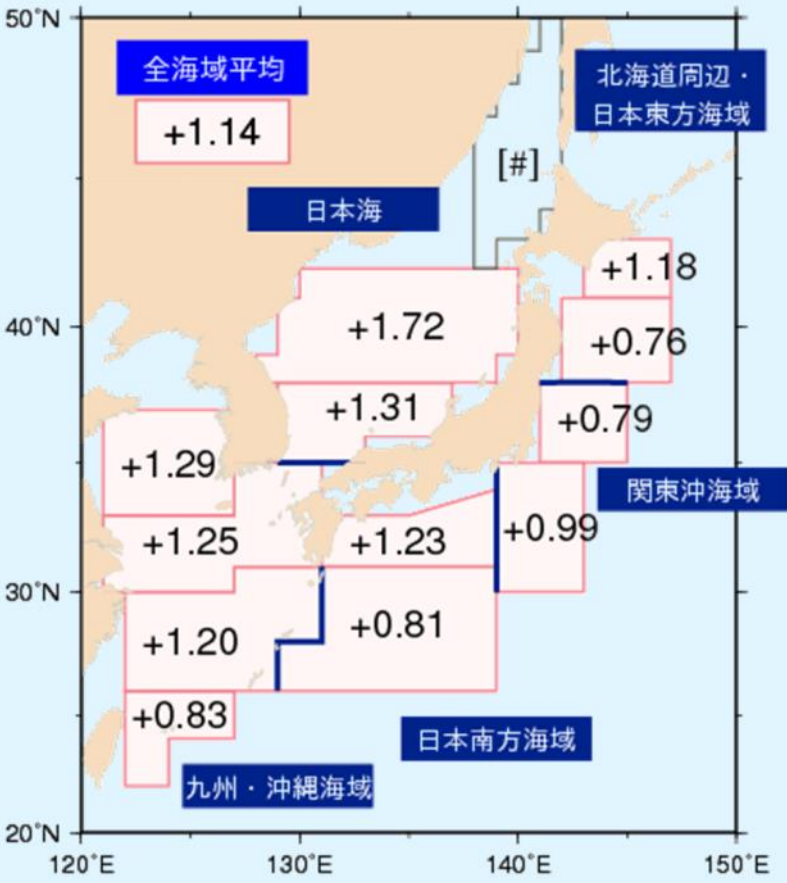 50°N
全海域平均
+1.14
北海道周辺・
日本東方海域
[#]
日本海
+1.18
+1.72
40°N
+0.76
+1.31
+0.79
+1.29
関東沖海域
+1.25
+1.23
+0.99
30°N
+1.20
+0.81
+0.83
日本南方海域
九州・沖縄海域
20°N
120°E
130°E
140°E
150°E